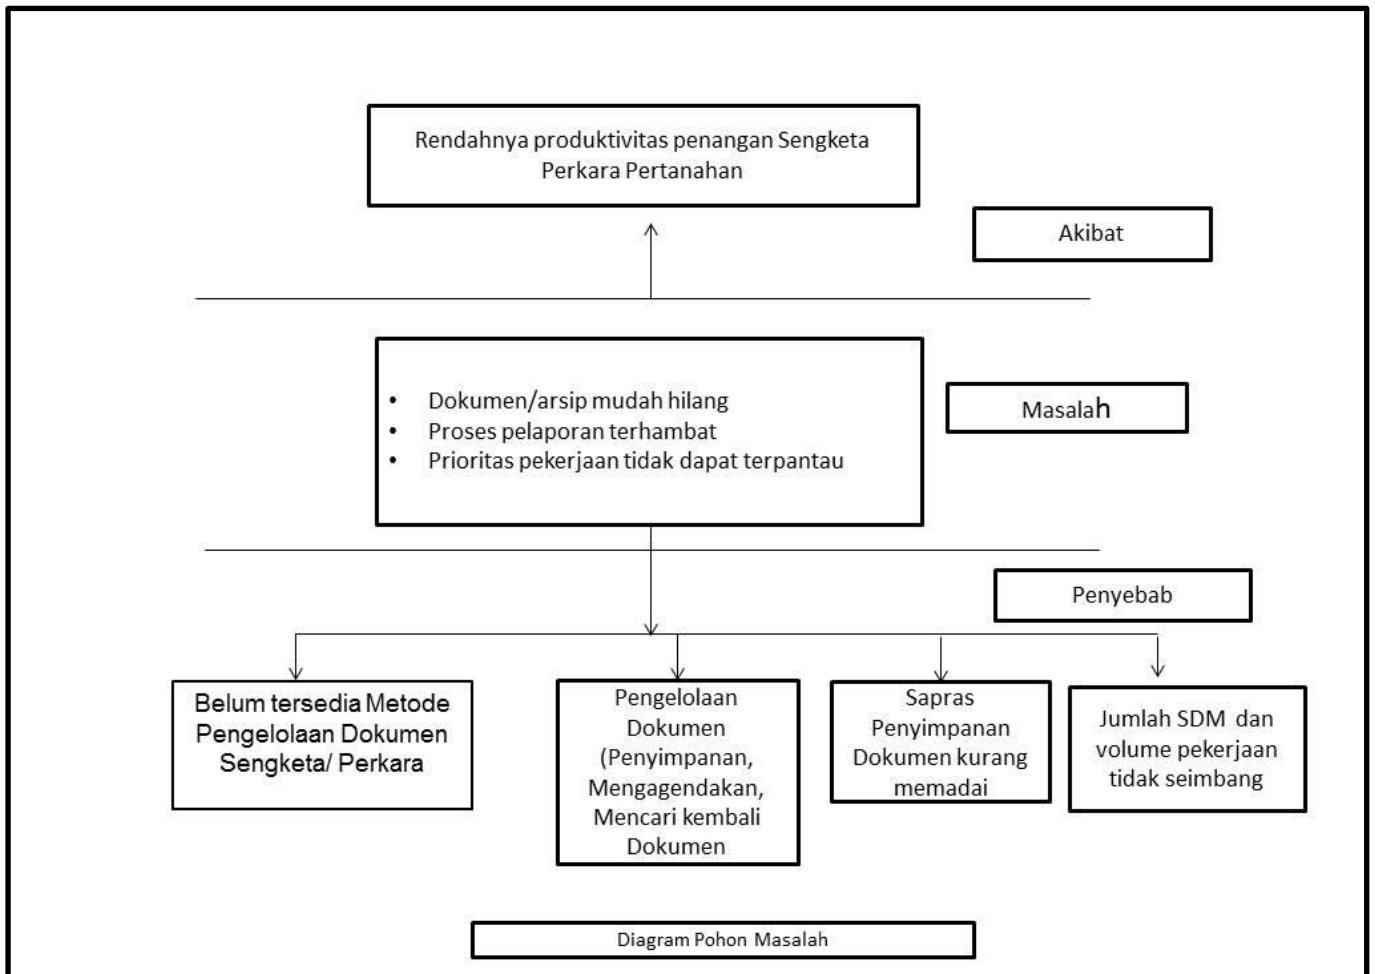 Rendahnya produktivitas penangan Sengketa
Perkara Pertanahan
Akibat
• Dokumen/arsip mudah hilang
• Proses pelaporan terhambat
• Prioritas pekerjaan tidak dapat terpantau
Masalah
Penyebab
Belum tersedia Metode
Pengelolaan Dokumen
Sengketa/ Perkara
Pengelolaan
Dokumen
(Penyimpanan,
Mengagendakan,
Mencari kembali
Dokumen
Sapras
Penyimpanan
Dokumen kurang
memadai
Jumlah SDM dan
volume pekerjaan
tidak seimbang
Diagram Pohon Masalah